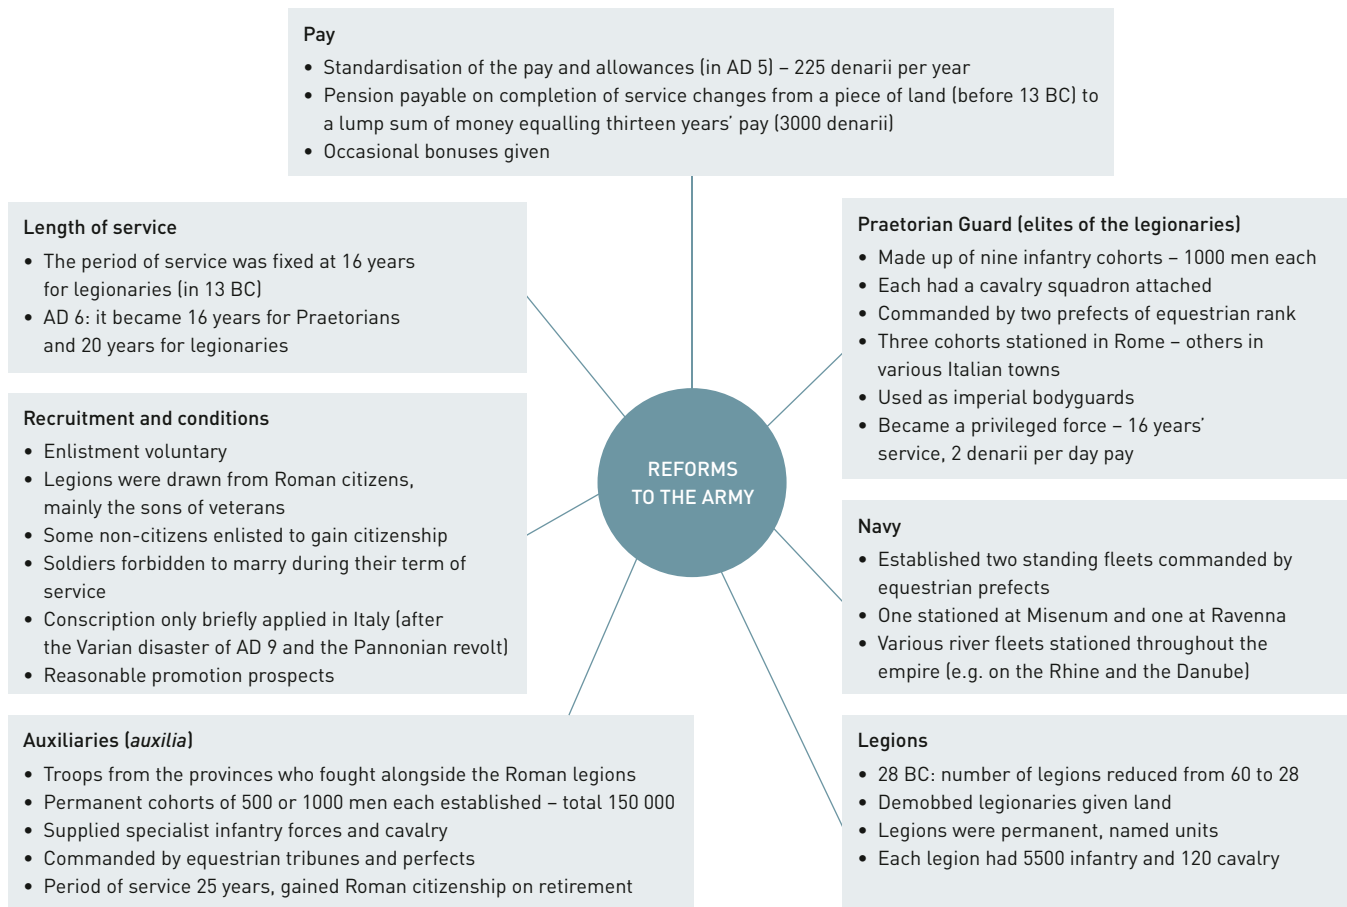 Pay
• Standardisation of the pay and allowances (in AD 5) – 225 denarii per year
• Pension payable on completion of service changes from a piece of land (before 13 BC) to
a lump sum of money equalling thirteen years’ pay (3000 denarii)
• Occasional bonuses given
Length of service
• The period of service was fixed at 16 years
for legionaries (in 13 BC)
• AD 6: it became 16 years for Praetorians
and 20 years for legionaries
Recruitment and conditions
• Enlistment voluntary
• Legions were drawn from Roman citizens,
mainly the sons of veterans
• Some non-citizens enlisted to gain citizenship
• Soldiers forbidden to marry during their term of
service
• Conscription only briefly applied in Italy (after
the Varian disaster of AD 9 and the Pannonian revolt)
• Reasonable promotion prospects
Auxiliaries (auxilia)
• Troops from the provinces who fought alongside the Roman legions
• Permanent cohorts of 500 or 1000 men each established – total 150 000
• Supplied specialist infantry forces and cavalry
• Commanded by equestrian tribunes and perfects
• Period of service 25 years, gained Roman citizenship on retirement
REFORMS
TO THE ARMY
Praetorian Guard (elites of the legionaries)
• Made up of nine infantry cohorts – 1000 men each
• Each had a cavalry squadron attached
• Commanded by two prefects of equestrian rank
• Three cohorts stationed in Rome – others in
various Italian towns
• Used as imperial bodyguards
• Became a privileged force – 16 years’
service, 2 denarii per day pay
Navy
• Established two standing fleets commanded by
equestrian prefects
• One stationed at Misenum and one at Ravenna
• Various river fleets stationed throughout the
empire (e.g. on the Rhine and the Danube)
Legions
• 28 BC: number of legions reduced from 60 to 28
• Demobbed legionaries given land
• Legions were permanent, named units
• Each legion had 5500 infantry and 120 cavalry